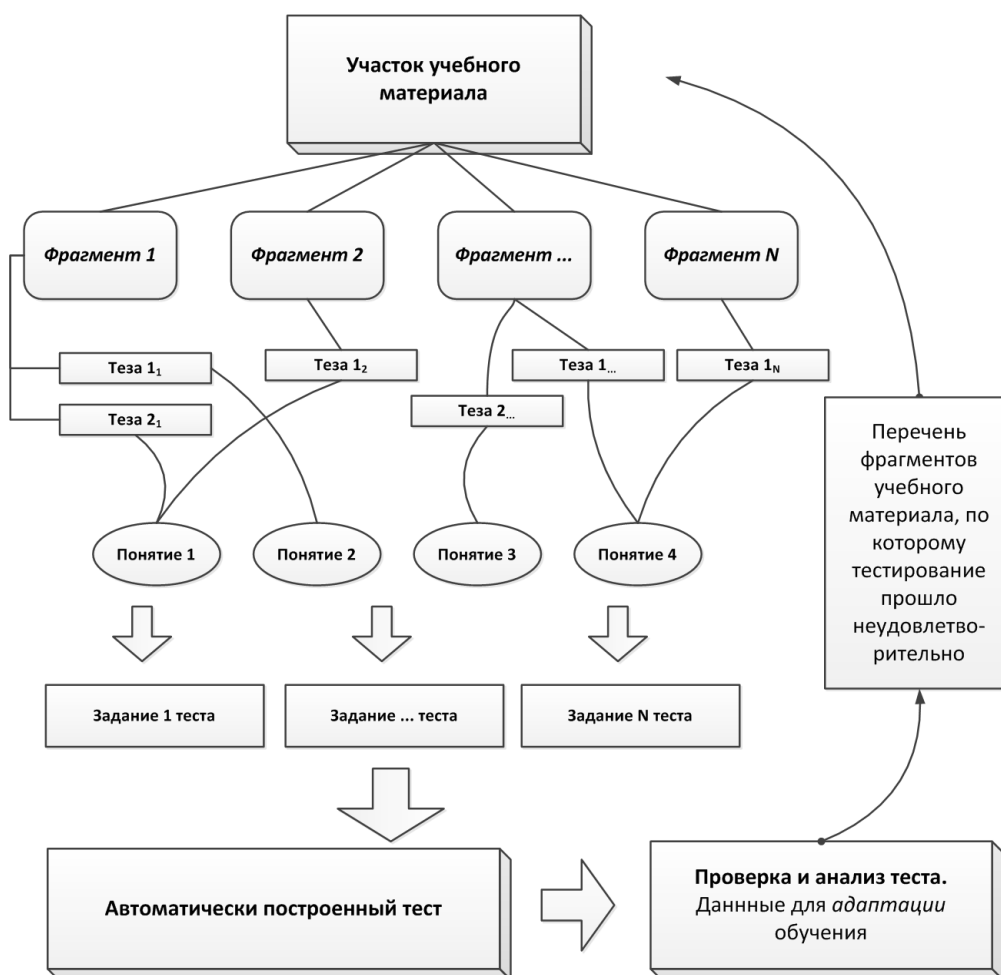 Участок учебного
материала
Фрагмент 1
Фрагмент 2
Фрагмент ...
Фрагмент N
Теза 1₁
Теза 1₂
Теза 1...
Теза 1N
Теза 2₁
Теза 2...
Понятие 1
Понятие 2
Понятие 3
Понятие 4
Перечень
фрагментов
учебного
материала, по
которому
тестирование
прошло
неудовлетво-
рительно
Задание 1 теста
Задание ... теста
Задание N теста
Автоматически построенный тест
Проверка и анализ теста.
Даннные для адаптации
обучения